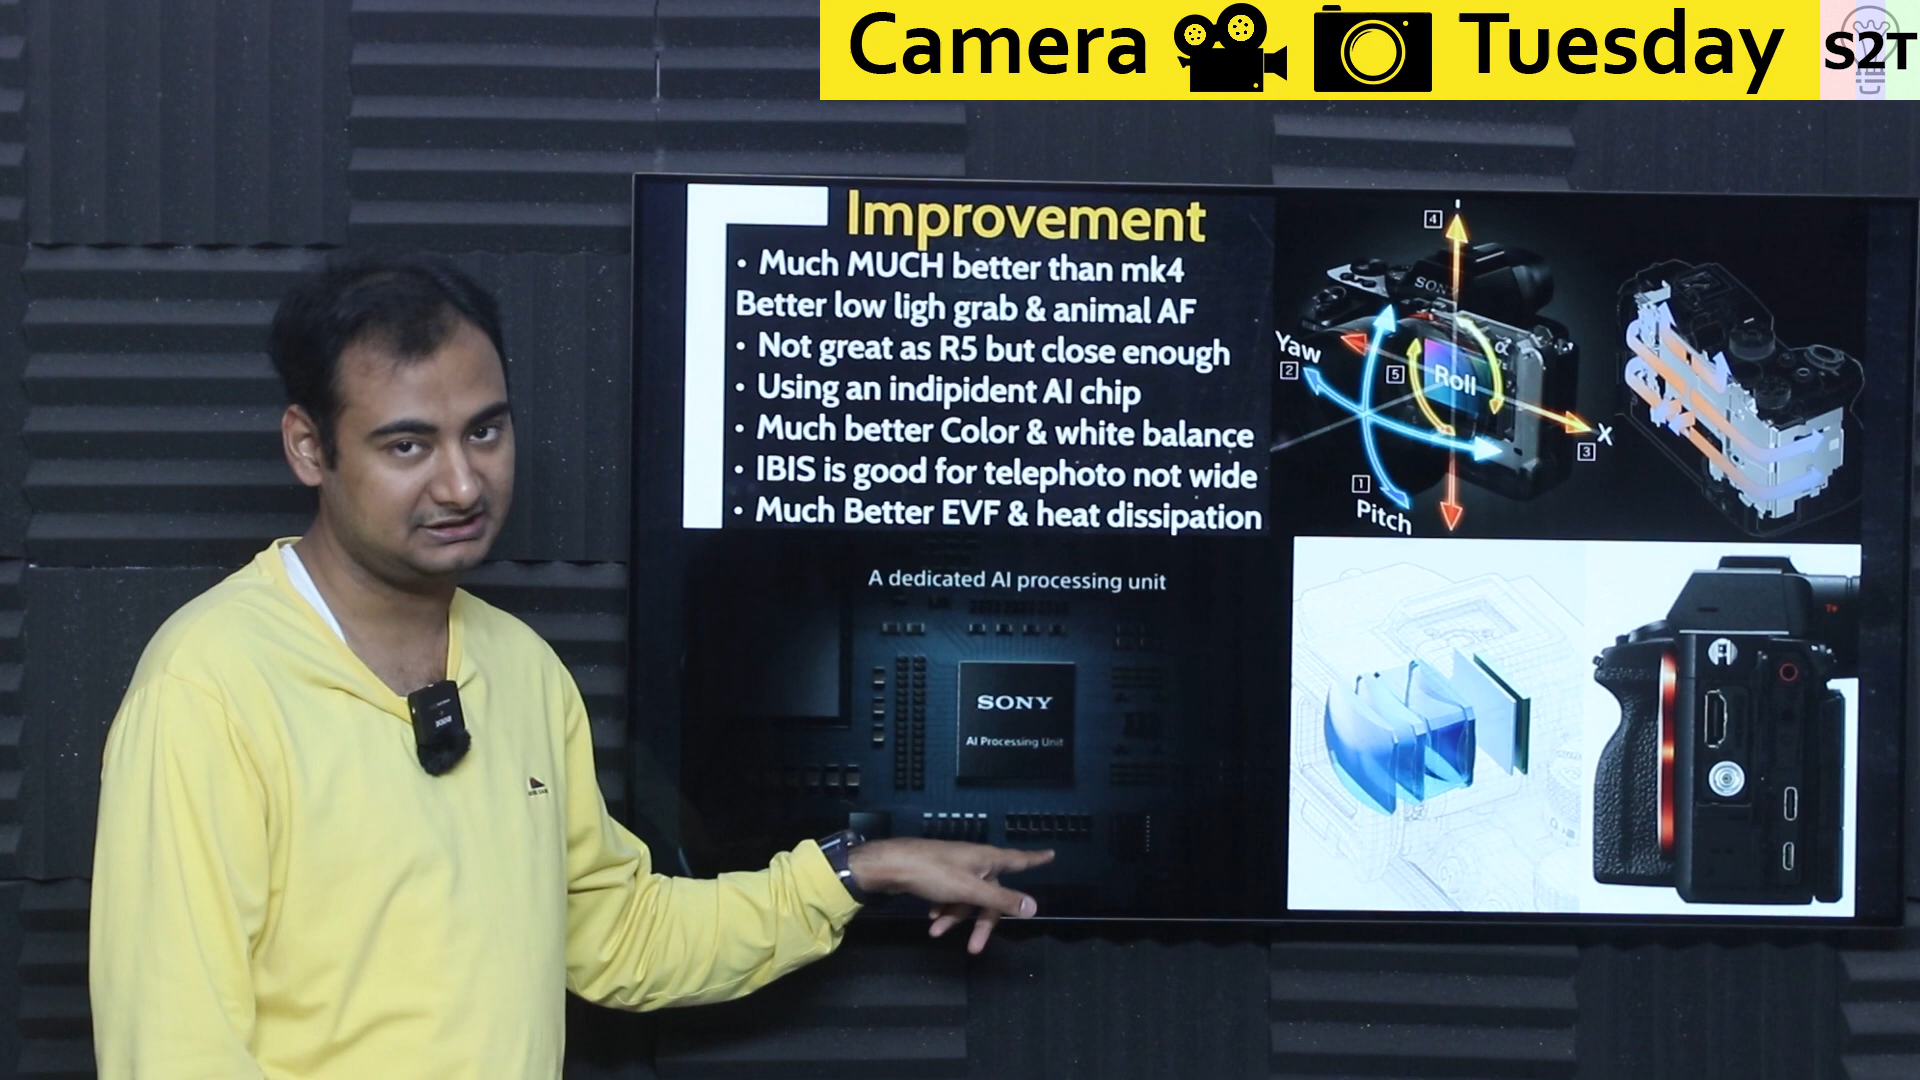 Camera Tuesday
S2T
Improvement
• Much MUCH better than mk4
Better low ligh grab & animal AF
• Not great as R5 but close enough
• Using an indipident AI chip
• Much better Color & white balance
• IBIS is good for telephoto not wide
• Much Better EVF & heat dissipation
A dedicated AI processing unit
SONY
AI Processing Unit
4
SONY
α
Yaw
2
5
Roll
X
3
1
Pitch